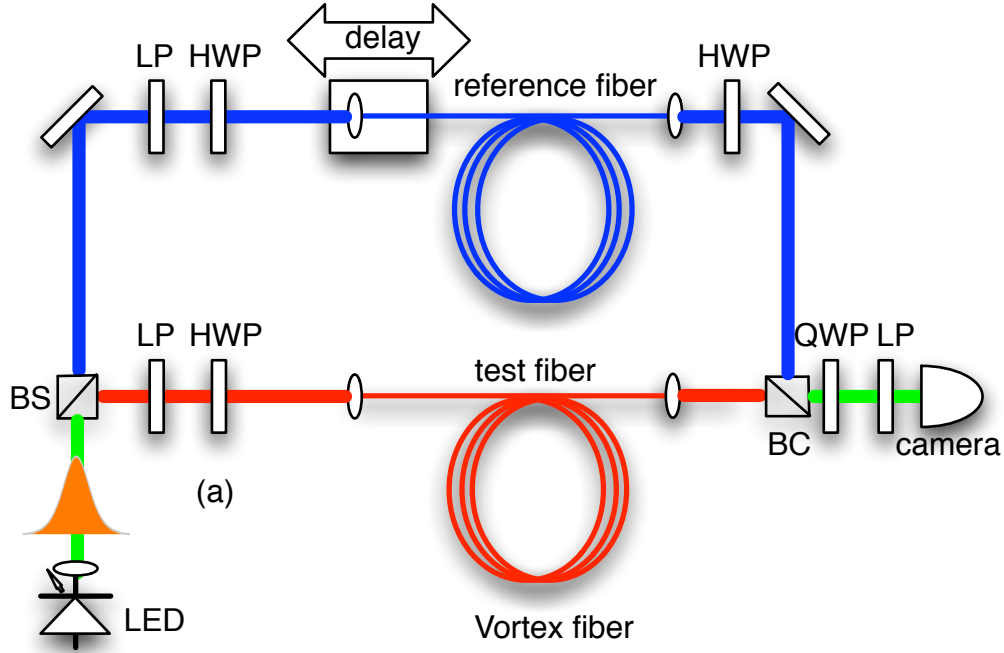 delay
LP HWP
HWP
reference fiber
LP HWP
QWP LP
test fiber
BS
BC
camera
(a)
LED
Vortex fiber